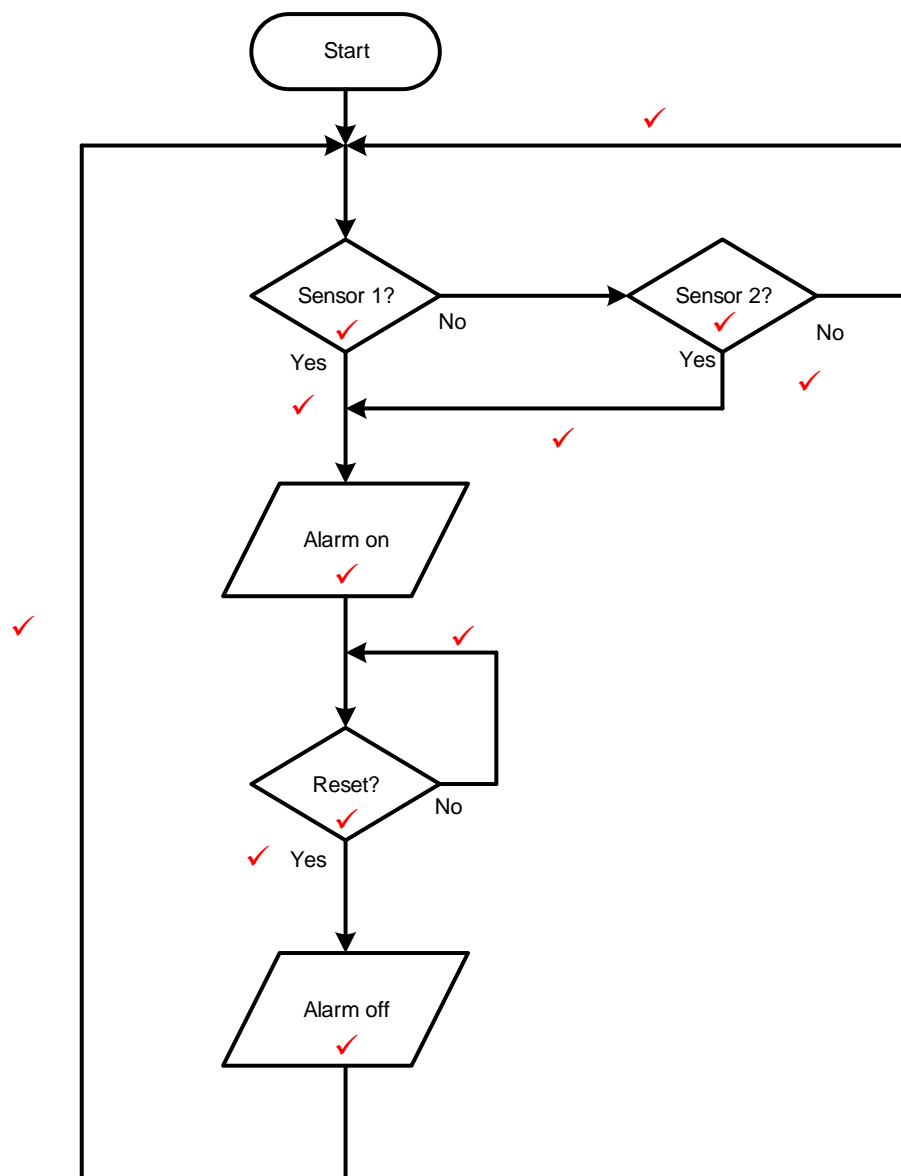 Start
Sensor 1?
Sensor 2?
No
No
Yes
Yes
Alarm on
Reset?
No
Yes
Alarm off